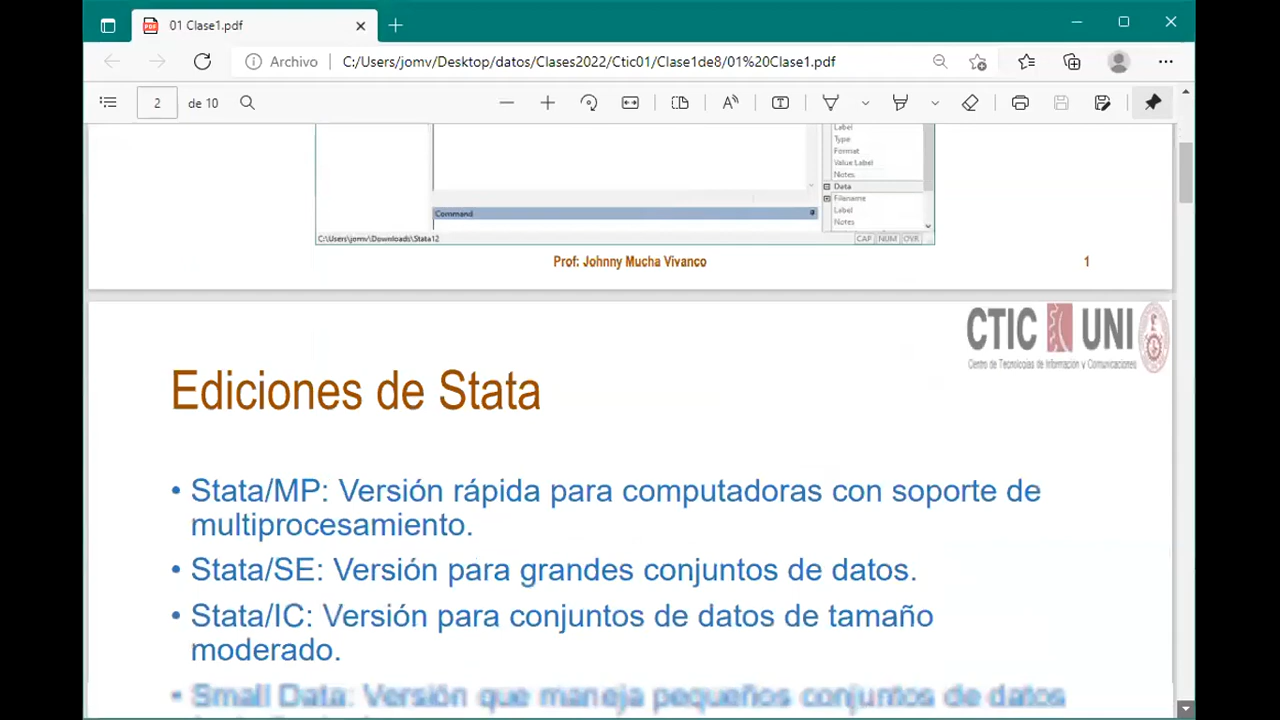 01 Clase1.pdf
Archivo
C:/Users/jomv/Desktop/datos/Clases2022/Ctic01/Clase1de8/01%20Clase1.pdf
2 de 10
Label
Type
Format
Value Label
Notes
Data
Filename
Label
Notes
Command
C:\Users\jomv\Downloads\Stata12
CAP NUM OVR
Prof: Johnny Mucha Vivanco 1
CTIC UNI
Centro de Tecnologías de Información y Comunicaciones
Ediciones de Stata
• Stata/MP: Versión rápida para computadoras con soporte de
multiprocesamiento.
• Stata/SE: Versión para grandes conjuntos de datos.
• Stata/IC: Versión para conjuntos de datos de tamaño
moderado.
• Small Data: Versión que maneja pequeños conjuntos de datos